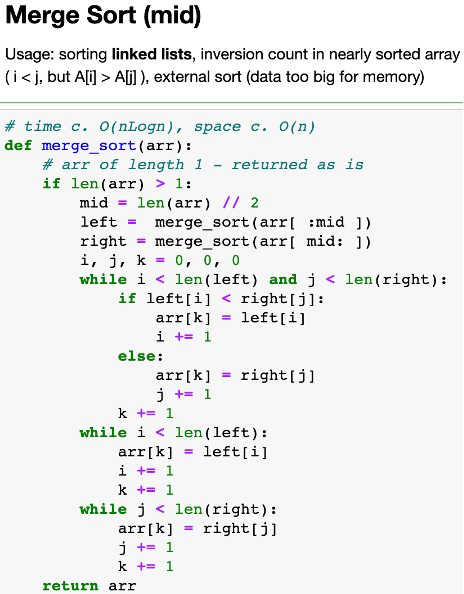 Merge Sort (mid)
Usage: sorting linked lists, inversion count in nearly sorted array
( i < j, but A[i] > A[j] ), external sort (data too big for memory)
# time c. O(nLogn), space c. O(n)
def merge_sort(arr):
    # arr of length 1 - returned as is
    if len(arr) > 1:
        mid = len(arr) // 2
        left =  merge_sort(arr[ :mid ])
        right = merge_sort(arr[ mid: ])
        i, j, k = 0, 0, 0
        while i < len(left) and j < len(right):
            if left[i] < right[j]:
                arr[k] = left[i]
                i += 1
            else:
                arr[k] = right[j]
                j += 1
            k += 1
        while i < len(left):
            arr[k] = left[i]
            i += 1
            k += 1
        while j < len(right):
            arr[k] = right[j]
            j += 1
            k += 1
    return arr